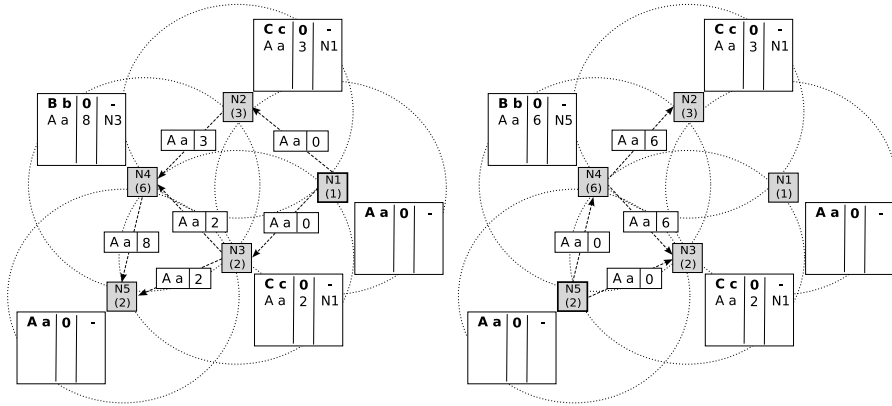 C c 0 -
A a 3 N1
B b 0 -
A a 8 N3
N2
(3)
A a 3
A a 0
N4
(6)
N1
(1)
A a 2
A a 0
A a 0 -
A a 8
N3
(2)
A a 2
N5
(2)
C c 0 -
A a 2 N1
A a 0 -
C c 0 -
A a 3 N1
B b 0 -
A a 6 N5
N2
(3)
A a 6
N4
(6)
N1
(1)
A a 6
A a 0 -
A a 0
N3
(2)
A a 0
N5
(2)
C c 0 -
A a 2 N1
A a 0 -